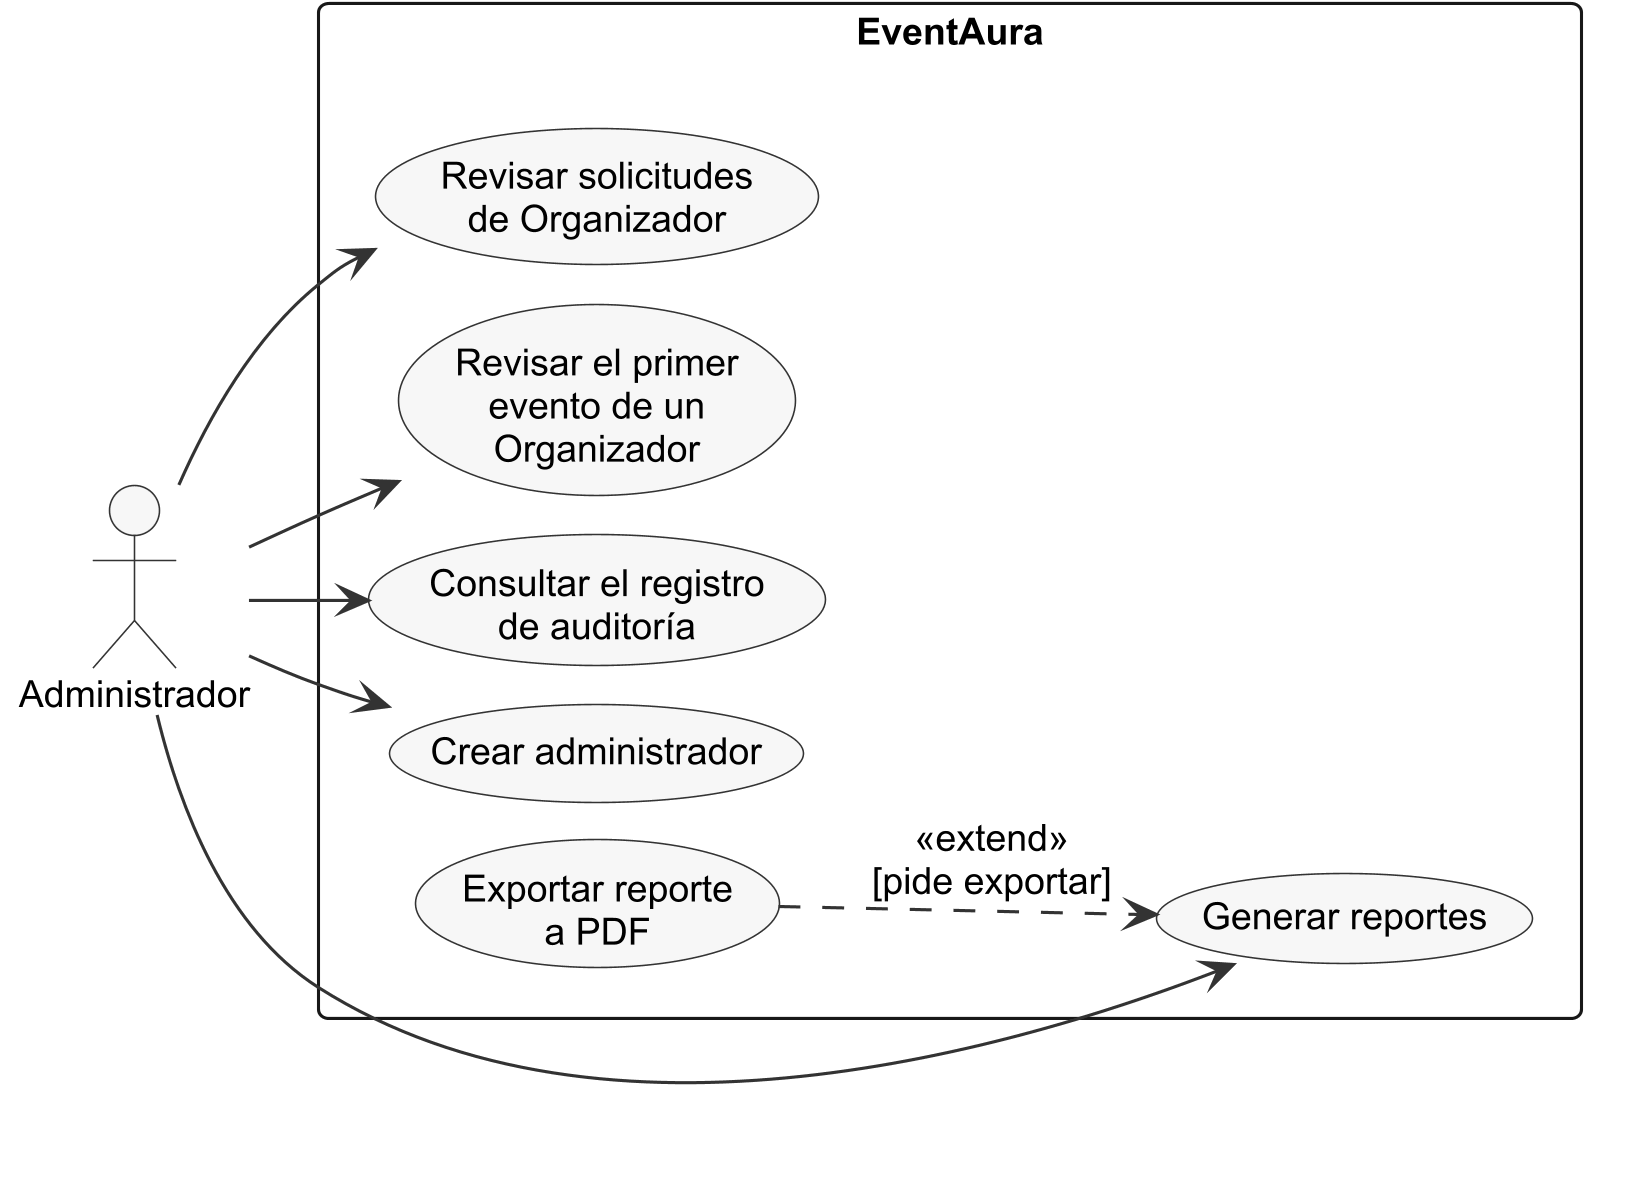 EventAura
Revisar solicitudes
de Organizador
Revisar el primer
evento de un
Organizador
Consultar el registro
de auditoría
Administrador
Crear administrador
«extend»
[pide exportar]
Exportar reporte
a PDF
Generar reportes